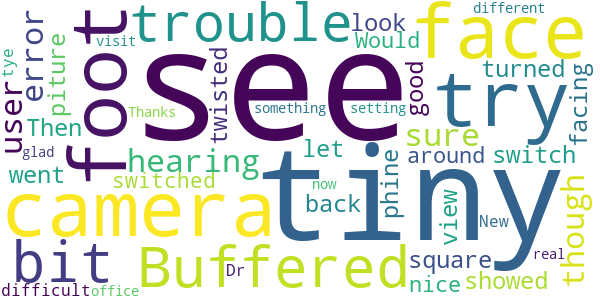 different
trouble
look
face
visit
Would
see
foot
error
piture
tye
user
Thanks
twisted
something
setting
good
try
turned
facing
Then
sure
hearing
let
around
switch
glad
went
switched
now
back
phine
view
though
camera
tiny
New
bit
Buffered
Dr
square
nice
showed
real
difficult
office